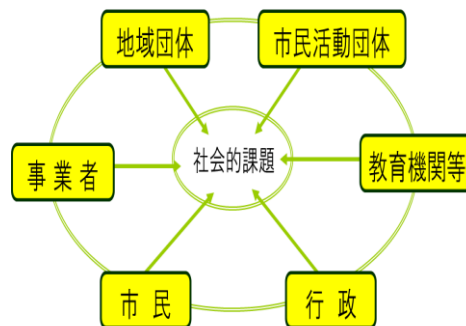 地域団体
市民活動団体
事業者
社会的課題
教育機関等
市民
行政